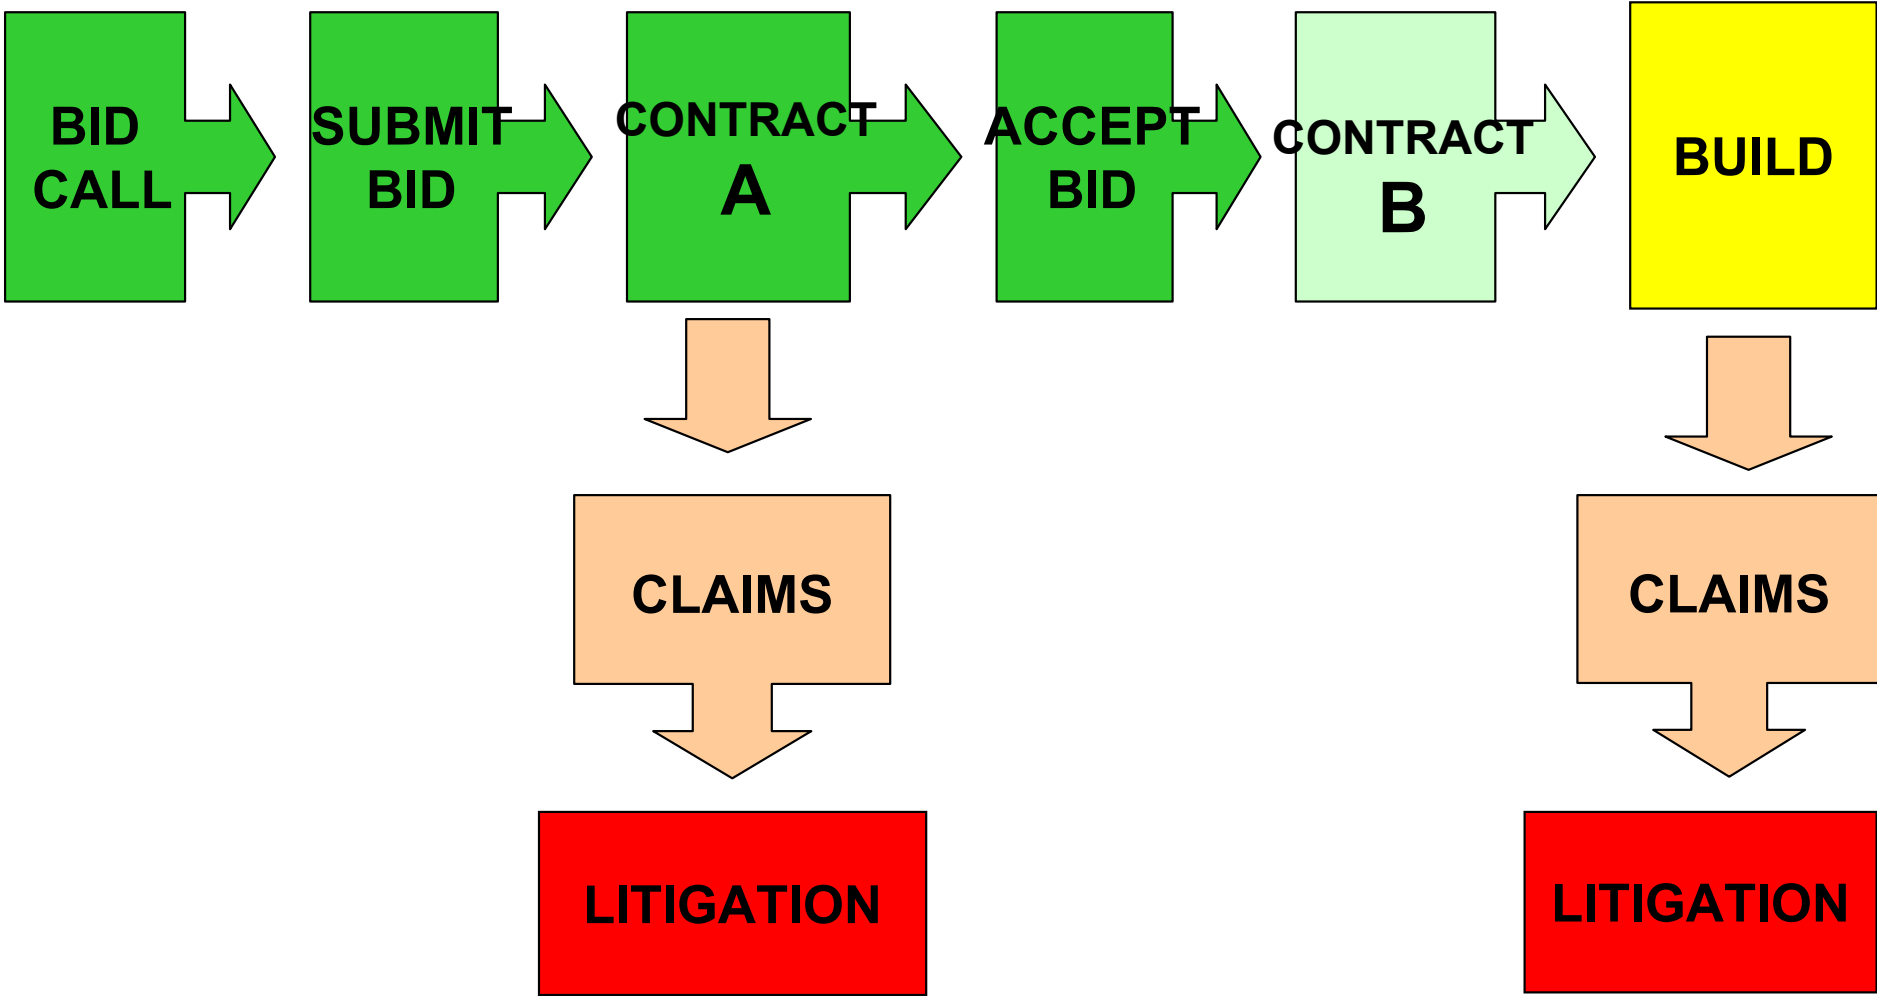 BID
CALL
SUBMIT
BID
CONTRACT
A
ACCEPT
BID
CONTRACT
B
BUILD
CLAIMS
CLAIMS
LITIGATION
LITIGATION